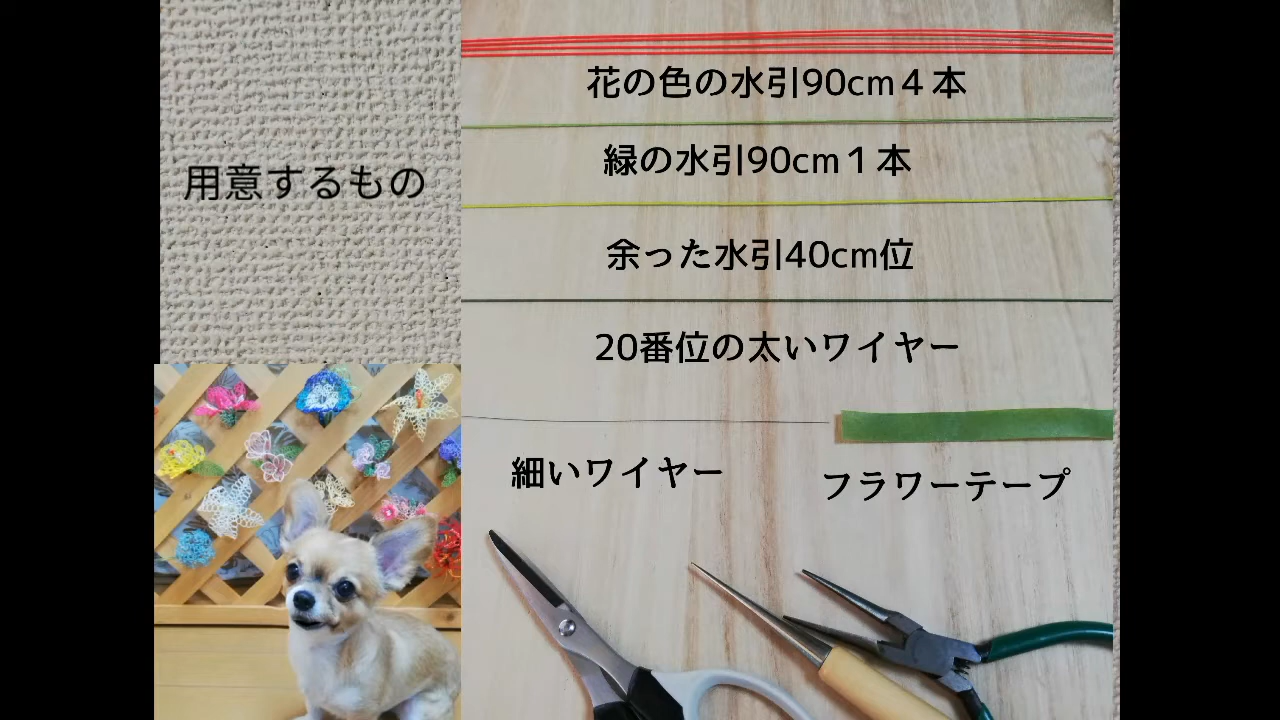 用意するもの
花の色の水引90cm４本
緑の水引90cm１本
余った水引40cm位
20番位の太いワイヤー
細いワイヤー
フラワーテープ